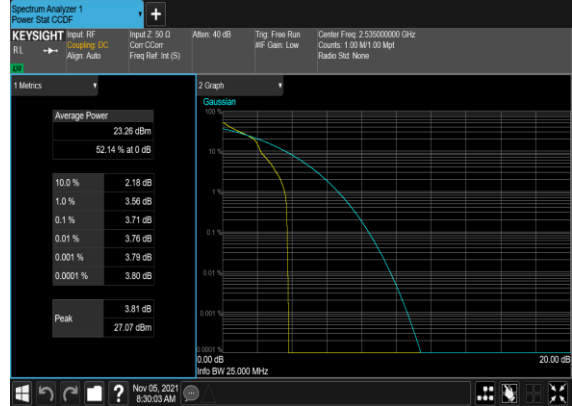 Spectrum Analyzer 1
Power Stat CCDF
+
KEYSIGHT
RL
Input: RF
Coupling: DC
Align: Auto
Input Z: 50 Ω
Corr CCorr
Freq Ref: Int (S)
Atten: 40 dB
Trig: Free Run
#IF Gain: Low
Center Freq: 2.535000000 GHz
Counts: 1.00 M/1.00 Mpt
Radio Std: None
1 Metrics
Average Power
23.26 dBm
52.14 % at 0 dB
10.0 % 2.18 dB
1.0 % 3.56 dB
0.1 % 3.71 dB
0.01 % 3.76 dB
0.001 % 3.79 dB
0.0001 % 3.80 dB
Peak
3.81 dB
27.07 dBm
2 Graph
Gaussian
100 %
10 %
1 %
0.1 %
0.01 %
0.001 %
0.0001 %
0.00 dB 20.00 dB
Info BW 25.000 MHz
?
Nov 05, 2021
8:30:03 AM